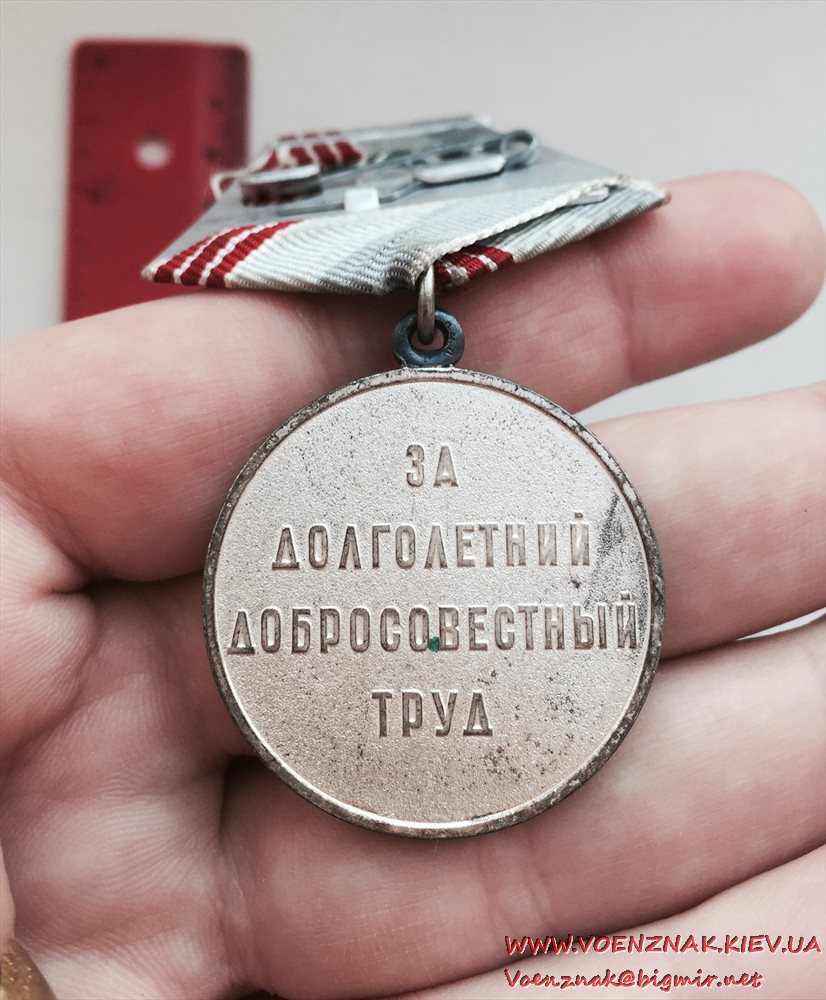 ЗА
ДОЛГОЛЕТНИЙ
ДОБРОСОВЕСТНЫЙ
ТРУД
WWW.VOENZNAK.KIEV.UA
Voenznak@bigmir.net